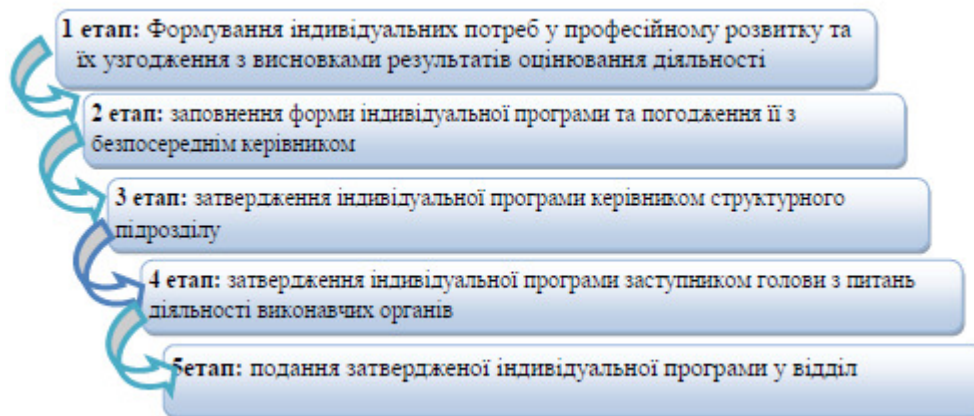 1 етап: Формування індивідуальних потреб у професійному розвитку та
їх узгодження з висновками результатів оцінювання діяльності
2 етап: заповнення форми індивідуальної програми та погодження її з
безпосереднім керівником
3 етап: затвердження індивідуальної програми керівником структурного
підрозділу
4 етап: затвердження індивідуальної програми заступником голови з питань
діяльності виконавчих органів
5етап: подання затвердженої індивідуальної програми у відділ